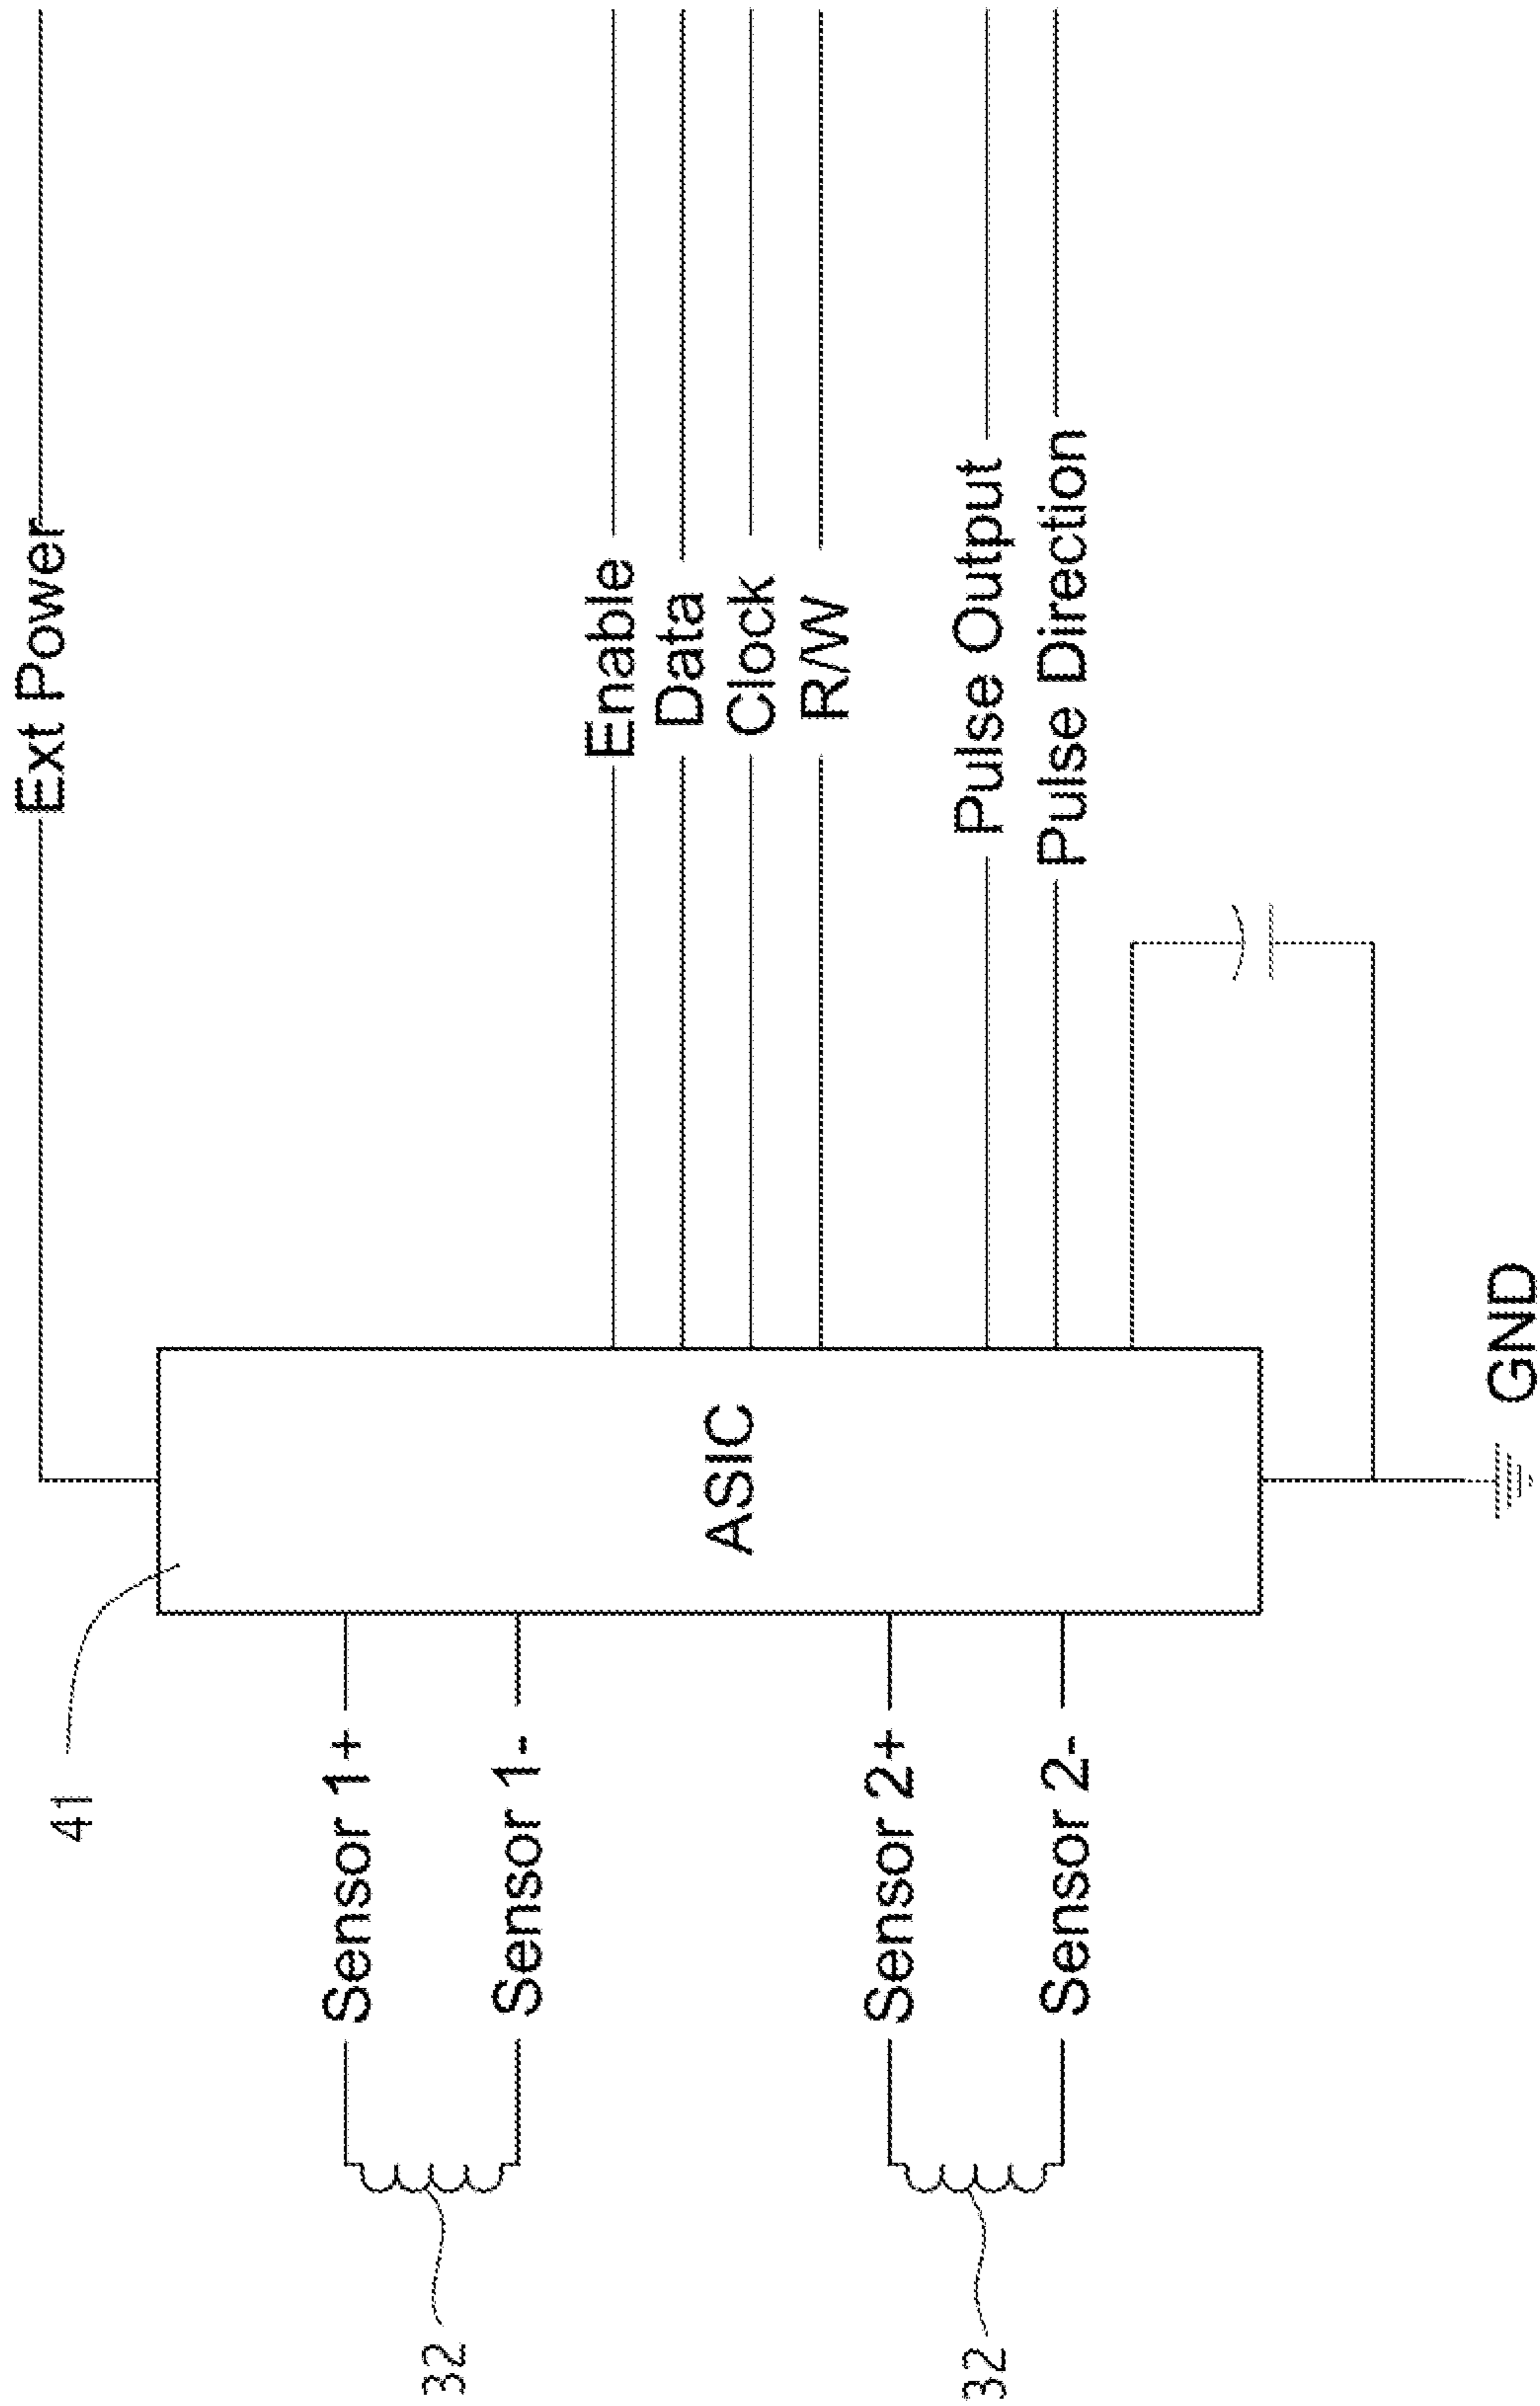 Ext Power
41
Sensor 1+
Sensor 1-
Enable
Data
Clock
R/W
ASIC
32
Sensor 2+
Sensor 2-
Pulse Output
Pulse Direction
32
GND